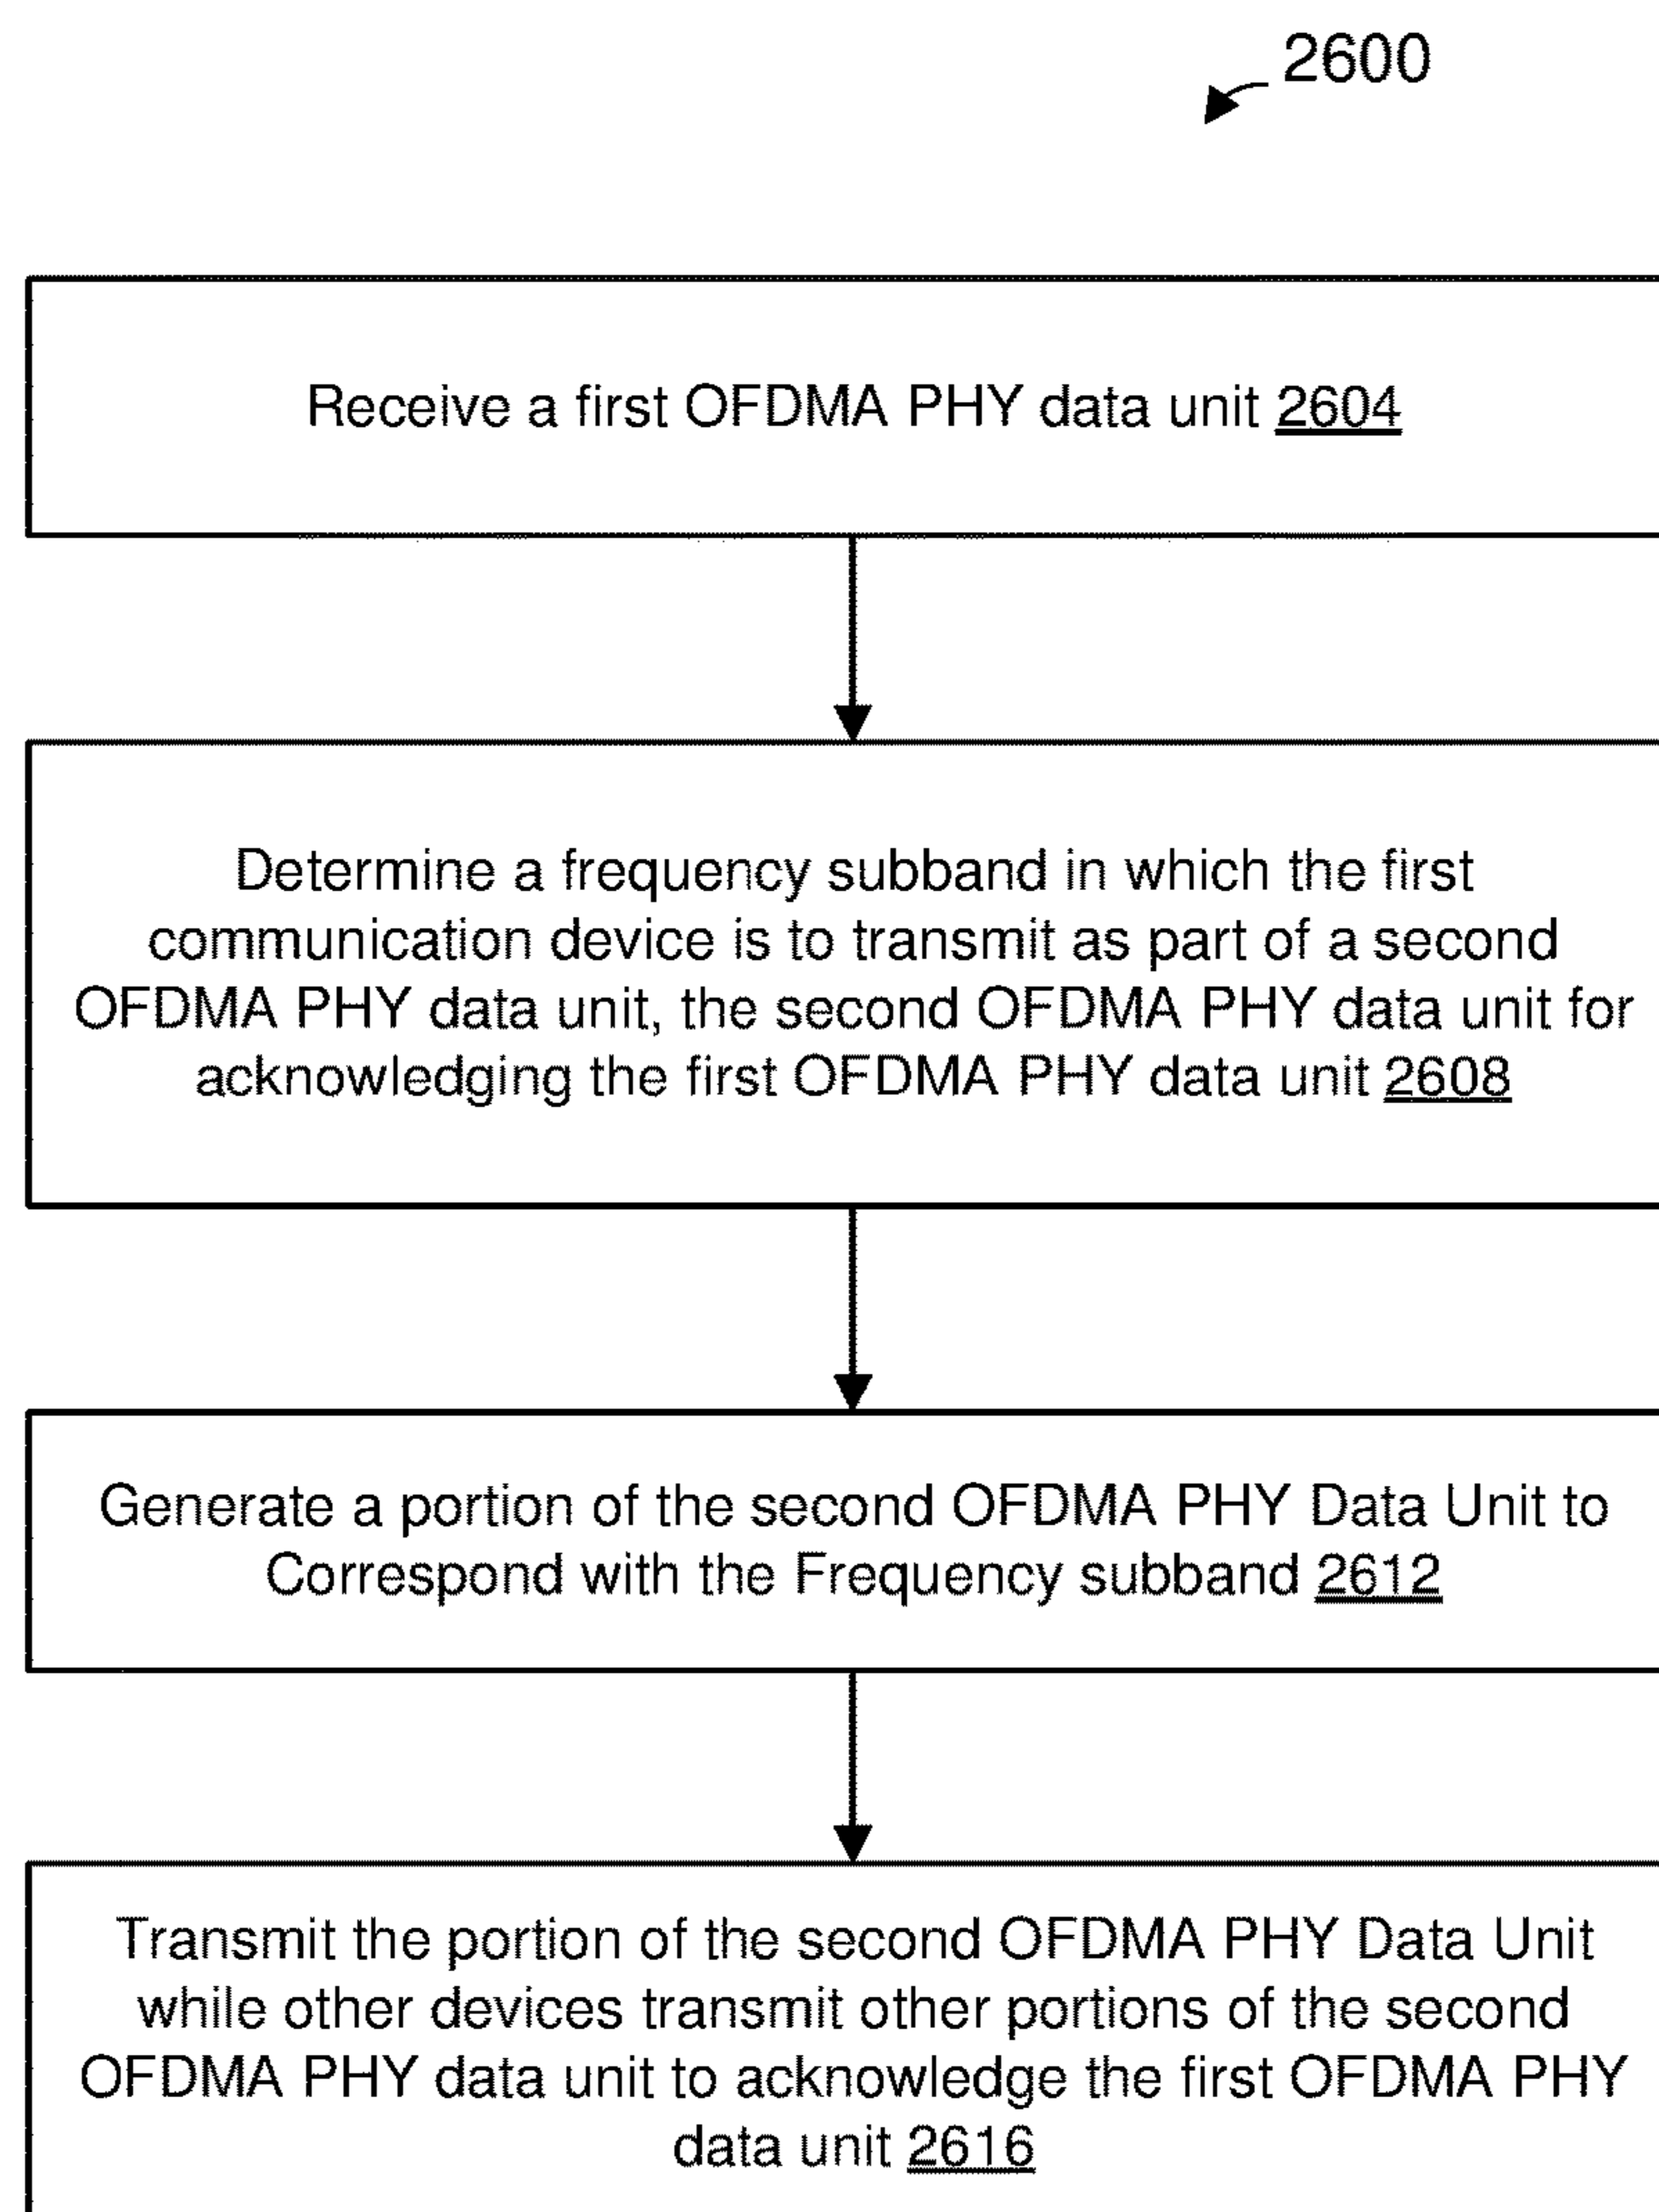 2600
Receive a first OFDMA PHY data unit 2604
Determine a frequency subband in which the first
communication device is to transmit as part of a second
OFDMA PHY data unit, the second OFDMA PHY data unit for
acknowledging the first OFDMA PHY data unit 2608
Generate a portion of the second OFDMA PHY Data Unit to
Correspond with the Frequency subband 2612
Transmit the portion of the second OFDMA PHY Data Unit
while other devices transmit other portions of the second
OFDMA PHY data unit to acknowledge the first OFDMA PHY
data unit 2616